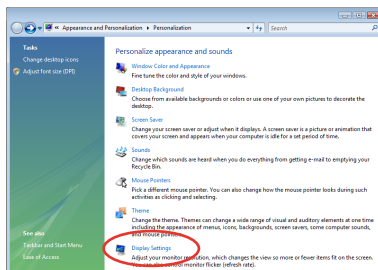 « Appearance and Personalization ▸ Personalization
Search
Tasks
Change desktop icons
Adjust font size (DPI)
Personalize appearance and sounds
Window Color and Appearance
Fine tune the color and style of your windows.
Desktop Background
Choose from available backgrounds or colors or use one of your own pictures to decorate the
desktop.
Screen Saver
Change your screen saver or adjust when it displays. A screen saver is a picture or animation that
covers your screen and appears when your computer is idle for a set period of time.
Sounds
Change which sounds are heard when you do everything from getting e-mail to emptying your
Recycle Bin.
Mouse Pointers
Pick a different mouse pointer. You can also change how the mouse pointer looks during such
activities as clicking and selecting.
Theme
Change the theme. Themes can change a wide range of visual and auditory elements at one time
including the appearance of menus, icons, backgrounds, screen savers, some computer sounds,
and mouse pointers.
Display Settings
Adjust your monitor resolution, which changes the view so more or fewer items fit on the screen.
You can also control monitor flicker (refresh rate).
See also
Taskbar and Start Menu
Ease of Access